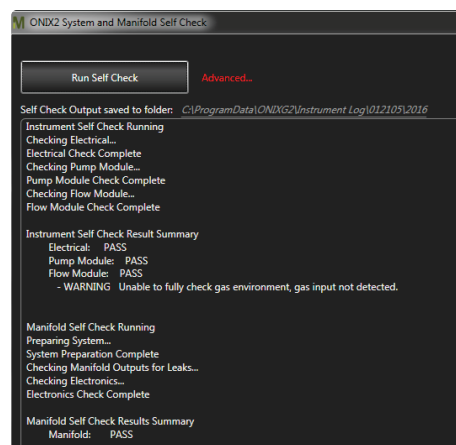 M ONIX2 System and Manifold Self Check
Run Self Check Advanced...
Self Check Output saved to folder: C:\ProgramData\ONIXG2\Instrument Log\012105\2016
Instrument Self Check Running
Checking Electrical...
Electrical Check Complete
Checking Pump Module...
Pump Module Check Complete
Checking Flow Module...
Flow Module Check Complete
Instrument Self Check Result Summary
Electrical: PASS
Pump Module: PASS
Flow Module: PASS
- WARNING Unable to fully check gas environment, gas input not detected.
Manifold Self Check Running
Preparing System...
System Preparation Complete
Checking Manifold Outputs for Leaks...
Checking Electronics...
Electronics Check Complete
Manifold Self Check Results Summary
Manifold: PASS